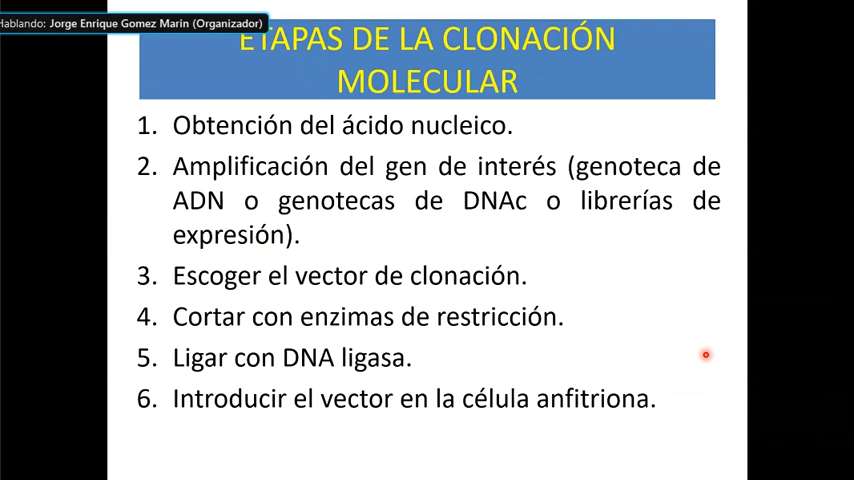 Hablando: Jorge Enrique Gomez Marin (Organizador)
ETAPAS DE LA CLONACIÓN
MOLECULAR
1. Obtención del ácido nucleico.
2. Amplificación del gen de interés (genoteca de
ADN o genotecas de DNAc o librerías de
expresión).
3. Escoger el vector de clonación.
4. Cortar con enzimas de restricción.
5. Ligar con DNA ligasa.
6. Introducir el vector en la célula anfitriona.